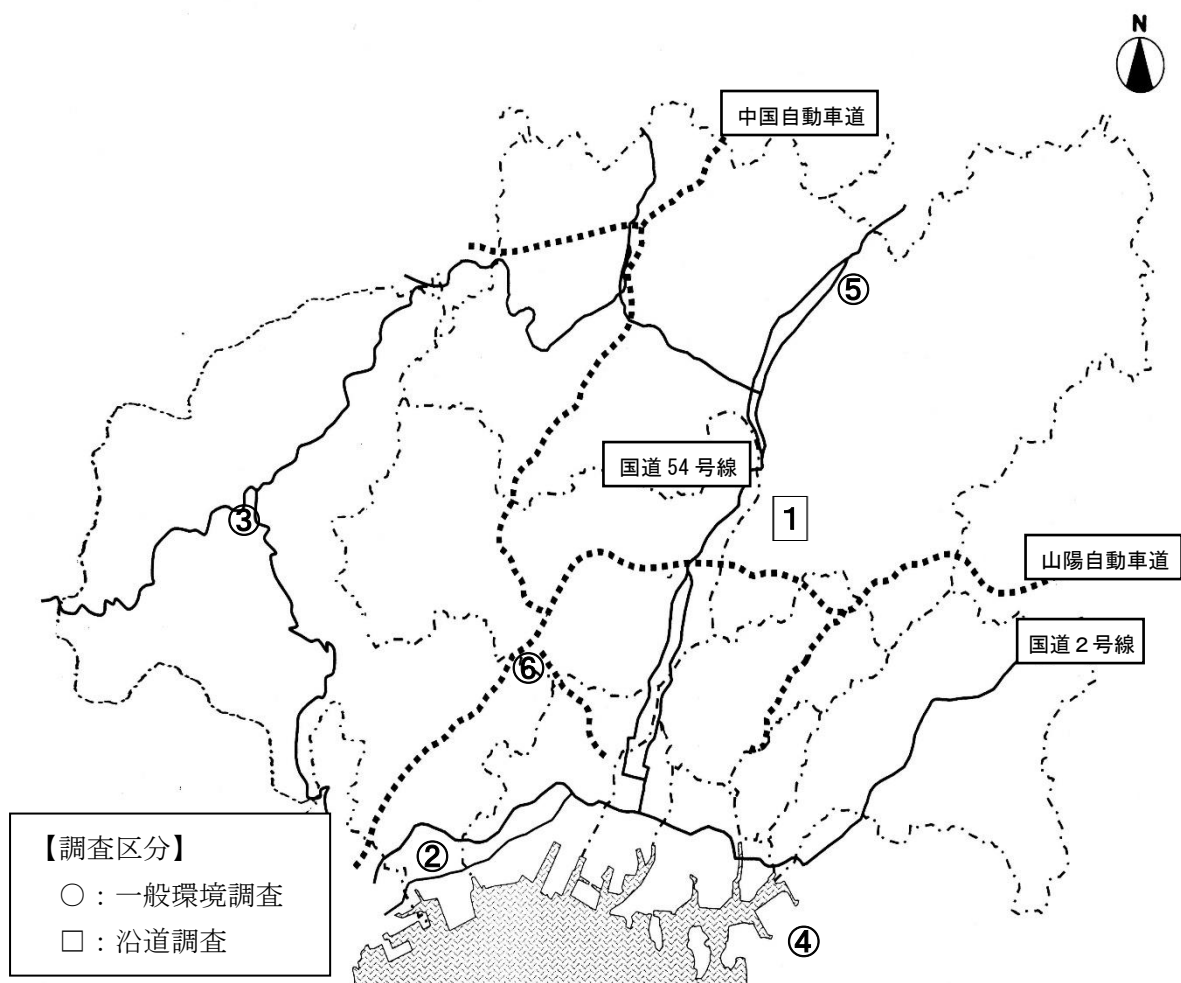 N
中国自動車道
⑤
国道54号線
1
③
山陽自動車道
国道２号線
⑥
②
④
【調査区分】
○：一般環境調査
□：沿道調査